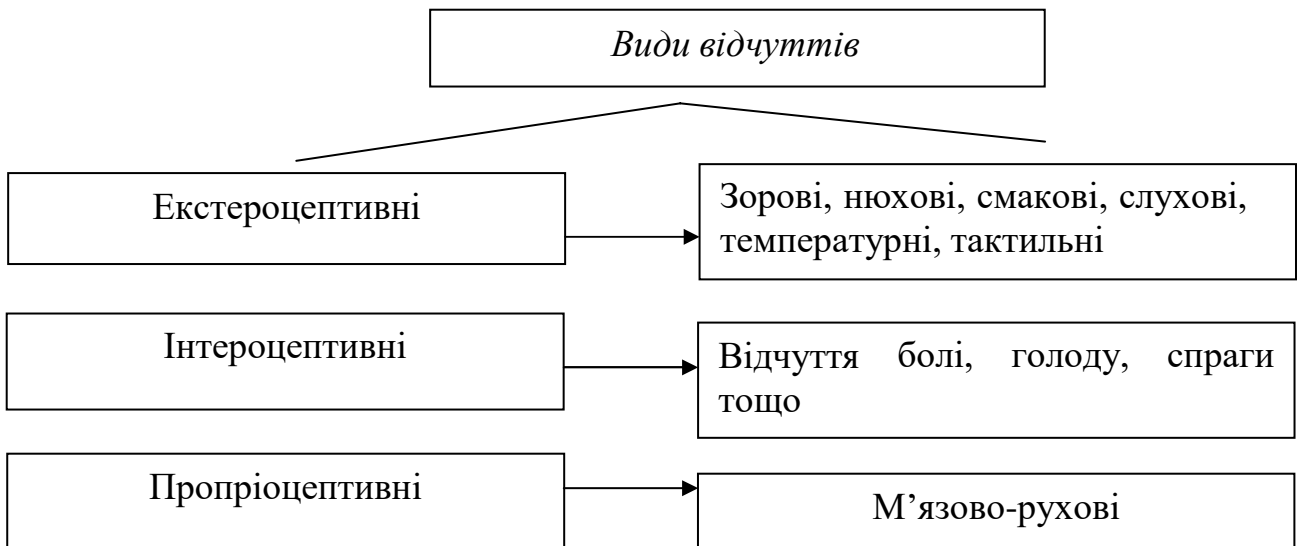 Види відчуттів
Екстероцептивні
Зорові, нюхові, смакові, слухові,
температурні, тактильні
Інтероцептивні
Відчуття болі, голоду, спраги
тощо
Пропріоцептивні
М’язово-рухові